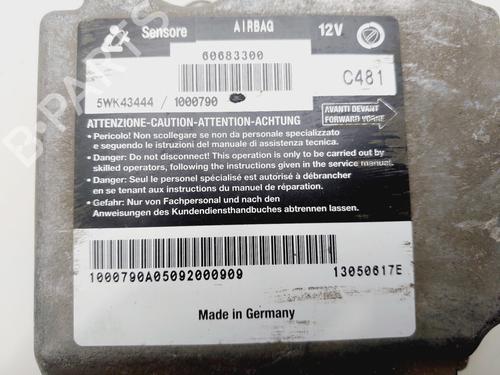 Sensore AIRBAG 12V
60683300
C481
5WK43444 / 1000790
AVANTI DEVANT
FORWARD VORNE
ATTENZIONE-CAUTION-ATTENTION-ACHTUNG
• Pericolo! Non scollegare se non da personale specializzato
e seguendo le istruzioni del manuale di assistenza tecnica.
• Danger: Do not disconnect! This operation is only to be carried out by
skilled operators, following the instructions given in the service manual.
• Danger: Seul le personel spécialisé est autorisé à débrancher
en se tenant aux instructions du manuel de réparation.
• Gefahr: Nur von Fachpersonal und nach den
Anweisungen des Kundendiensthandbuches abtrennen lassen.
1000790A05092000909 13050617E
Made in Germany
B-PARTS